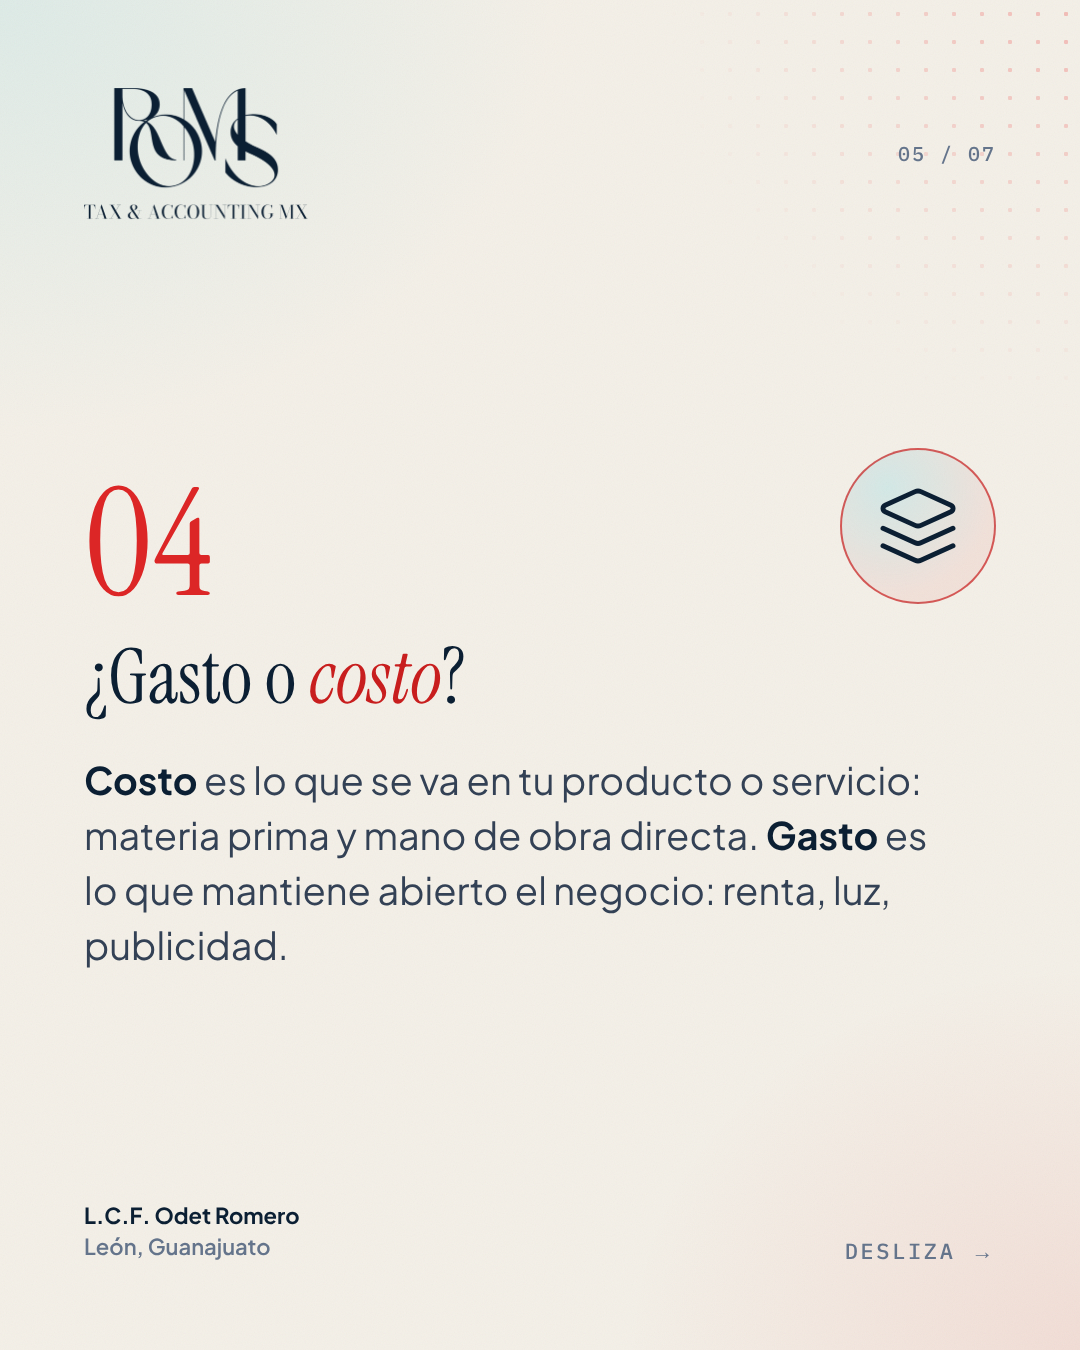 ROMS
TAX & ACCOUNTING MX
05 / 07
04
¿Gasto o costo?
Costo es lo que se va en tu producto o servicio:
materia prima y mano de obra directa. Gasto es
lo que mantiene abierto el negocio: renta, luz,
publicidad.
L.C.F. Odet Romero
León, Guanajuato
DESLIZA →